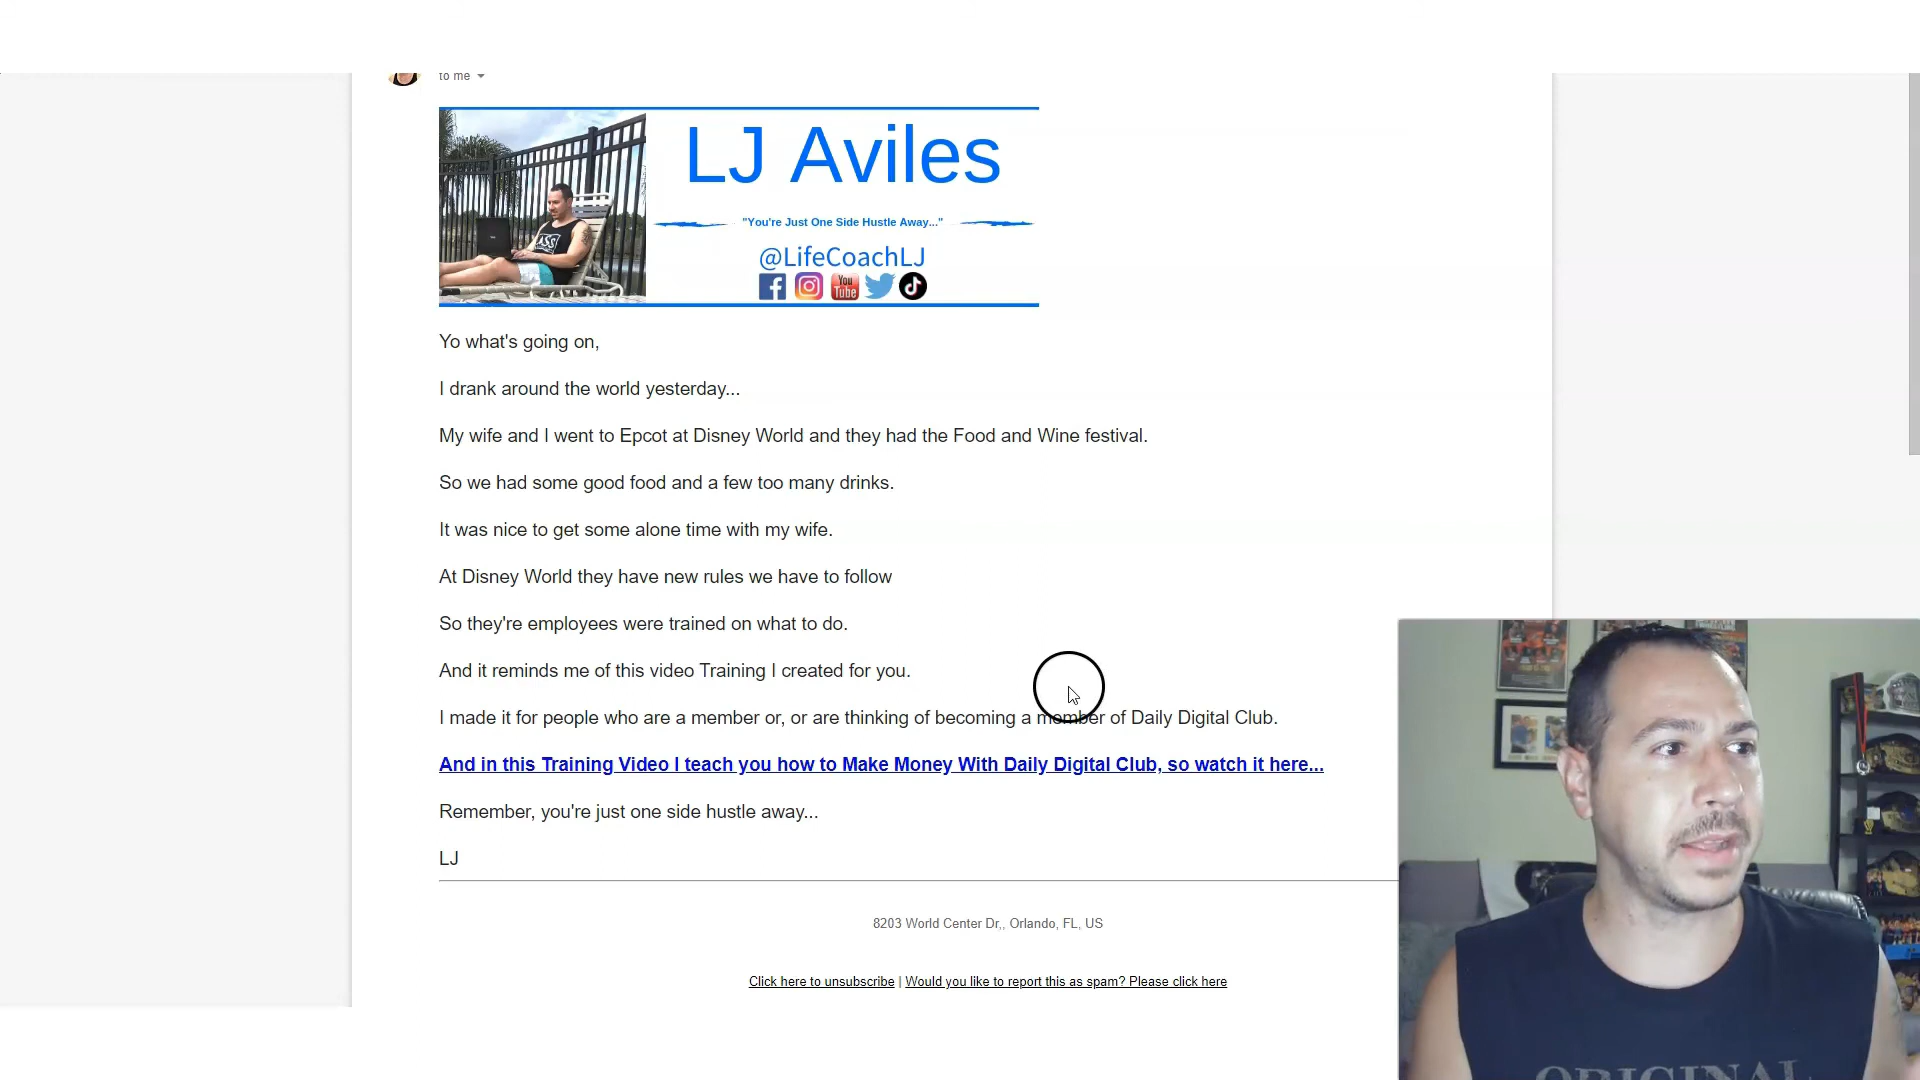 to me
LJ Aviles
"You're Just One Side Hustle Away..."
@LifeCoachLJ
You
Tube
Yo what's going on,
I drank around the world yesterday...
My wife and I went to Epcot at Disney World and they had the Food and Wine festival.
So we had some good food and a few too many drinks.
It was nice to get some alone time with my wife.
At Disney World they have new rules we have to follow
So they're employees were trained on what to do.
And it reminds me of this video Training I created for you.
I made it for people who are a member or, or are thinking of becoming a member of Daily Digital Club.
And in this Training Video I teach you how to Make Money With Daily Digital Club, so watch it here...
Remember, you're just one side hustle away...
LJ
8203 World Center Dr,, Orlando, FL, US
Click here to unsubscribe | Would you like to report this as spam? Please click here
ORIGINAL